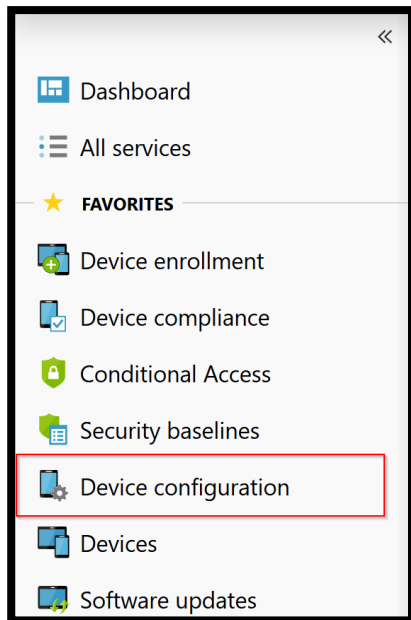 Dashboard
All services
FAVORITES
Device enrollment
Device compliance
Conditional Access
Security baselines
Device configuration
Devices
Software updates